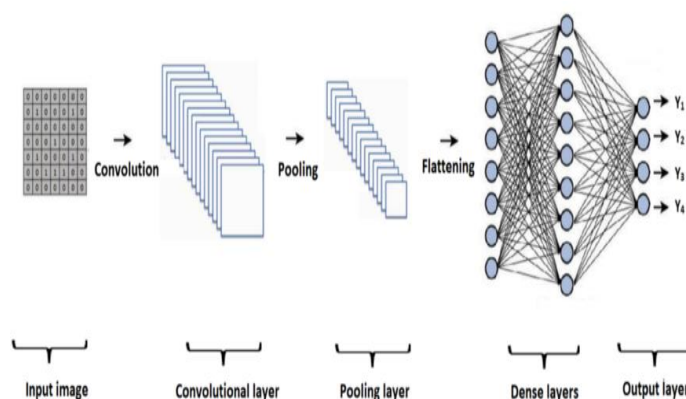 Convolution
Pooling
Flattening
Y₁
Y₂
Y₃
Y₄
Input image
Convolutional layer
Pooling layer
Dense layers
Output layer